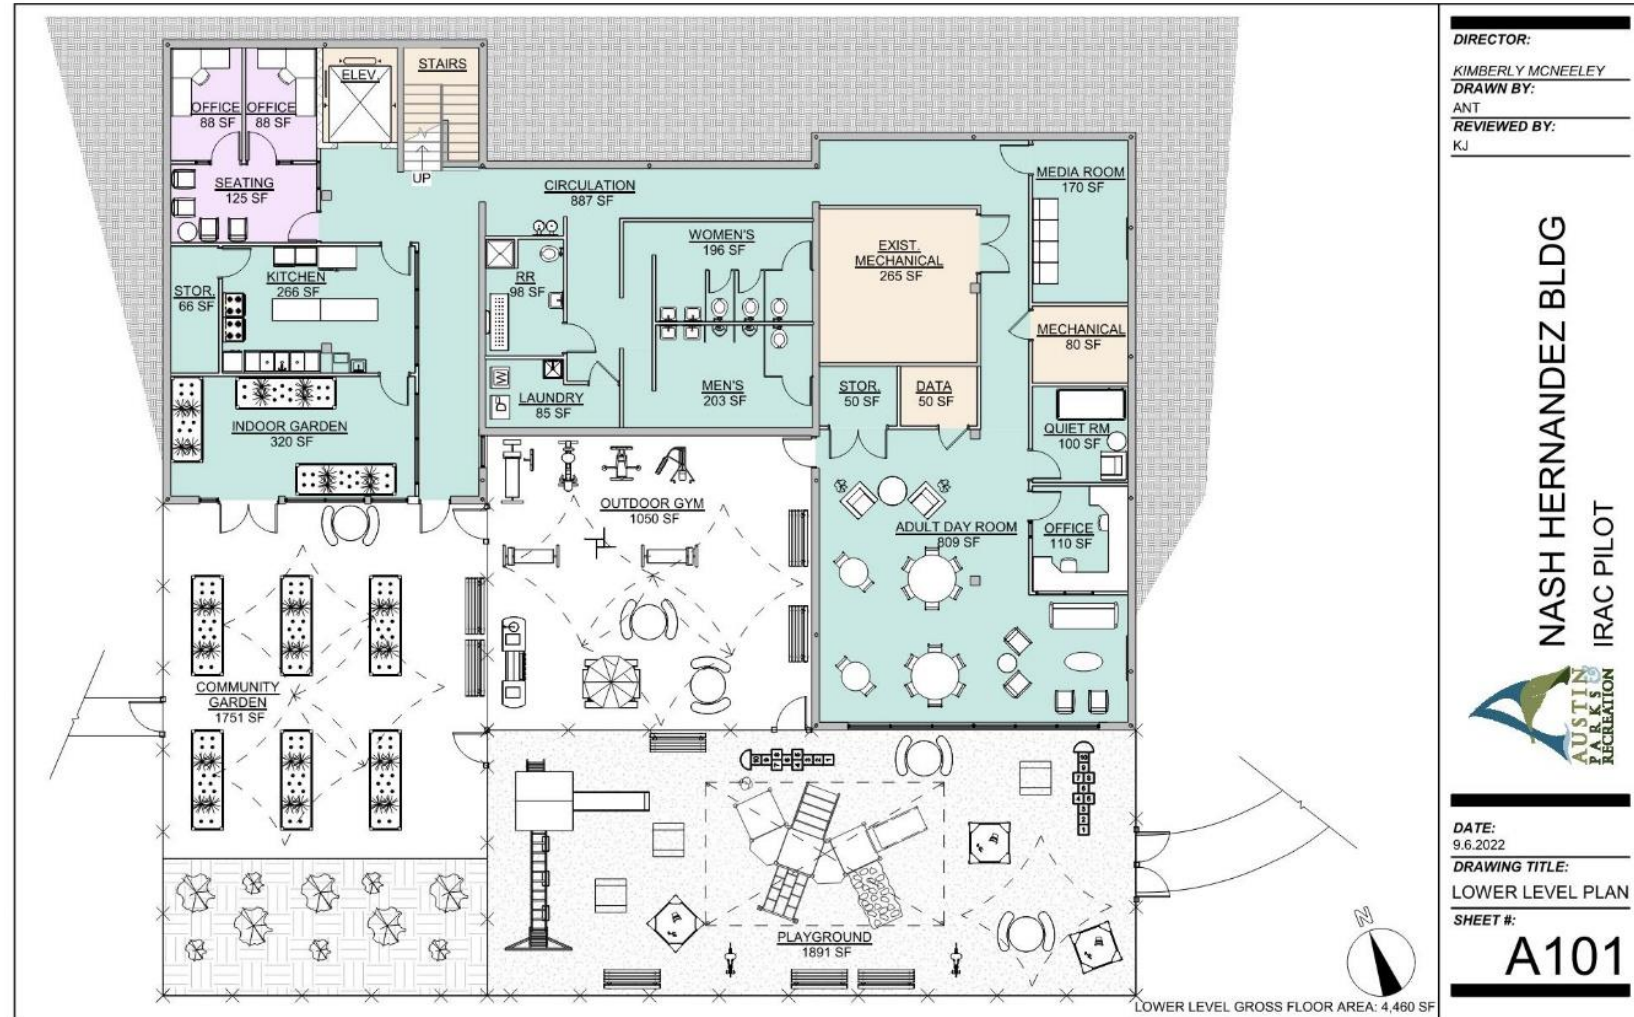 ELEV.
STAIRS
UP
OFFICE
88 SF
OFFICE
88 SF
SEATING
125 SF
CIRCULATION
887 SF
MEDIA ROOM
170 SF
WOMEN'S
196 SF
EXIST.
MECHANICAL
265 SF
KITCHEN
266 SF
STOR.
66 SF
RR
98 SF
MECHANICAL
80 SF
MEN'S
203 SF
STOR.
50 SF
DATA
50 SF
W
D
LAUNDRY
85 SF
INDOOR GARDEN
320 SF
QUIET RM
100 SF
OUTDOOR GYM
1050 SF
ADULT DAY ROOM
809 SF
OFFICE
110 SF
COMMUNITY
GARDEN
1751 SF
PLAYGROUND
1891 SF
N
LOWER LEVEL GROSS FLOOR AREA: 4,460 SF
DIRECTOR:
KIMBERLY MCNEELEY
DRAWN BY:
ANT
REVIEWED BY:
KJ
NASH HERNANDEZ BLDG
IRAC PILOT
AUSTIN
PARKS &
RECREATION
DATE:
9.6.2022
DRAWING TITLE:
LOWER LEVEL PLAN
SHEET #:
A101